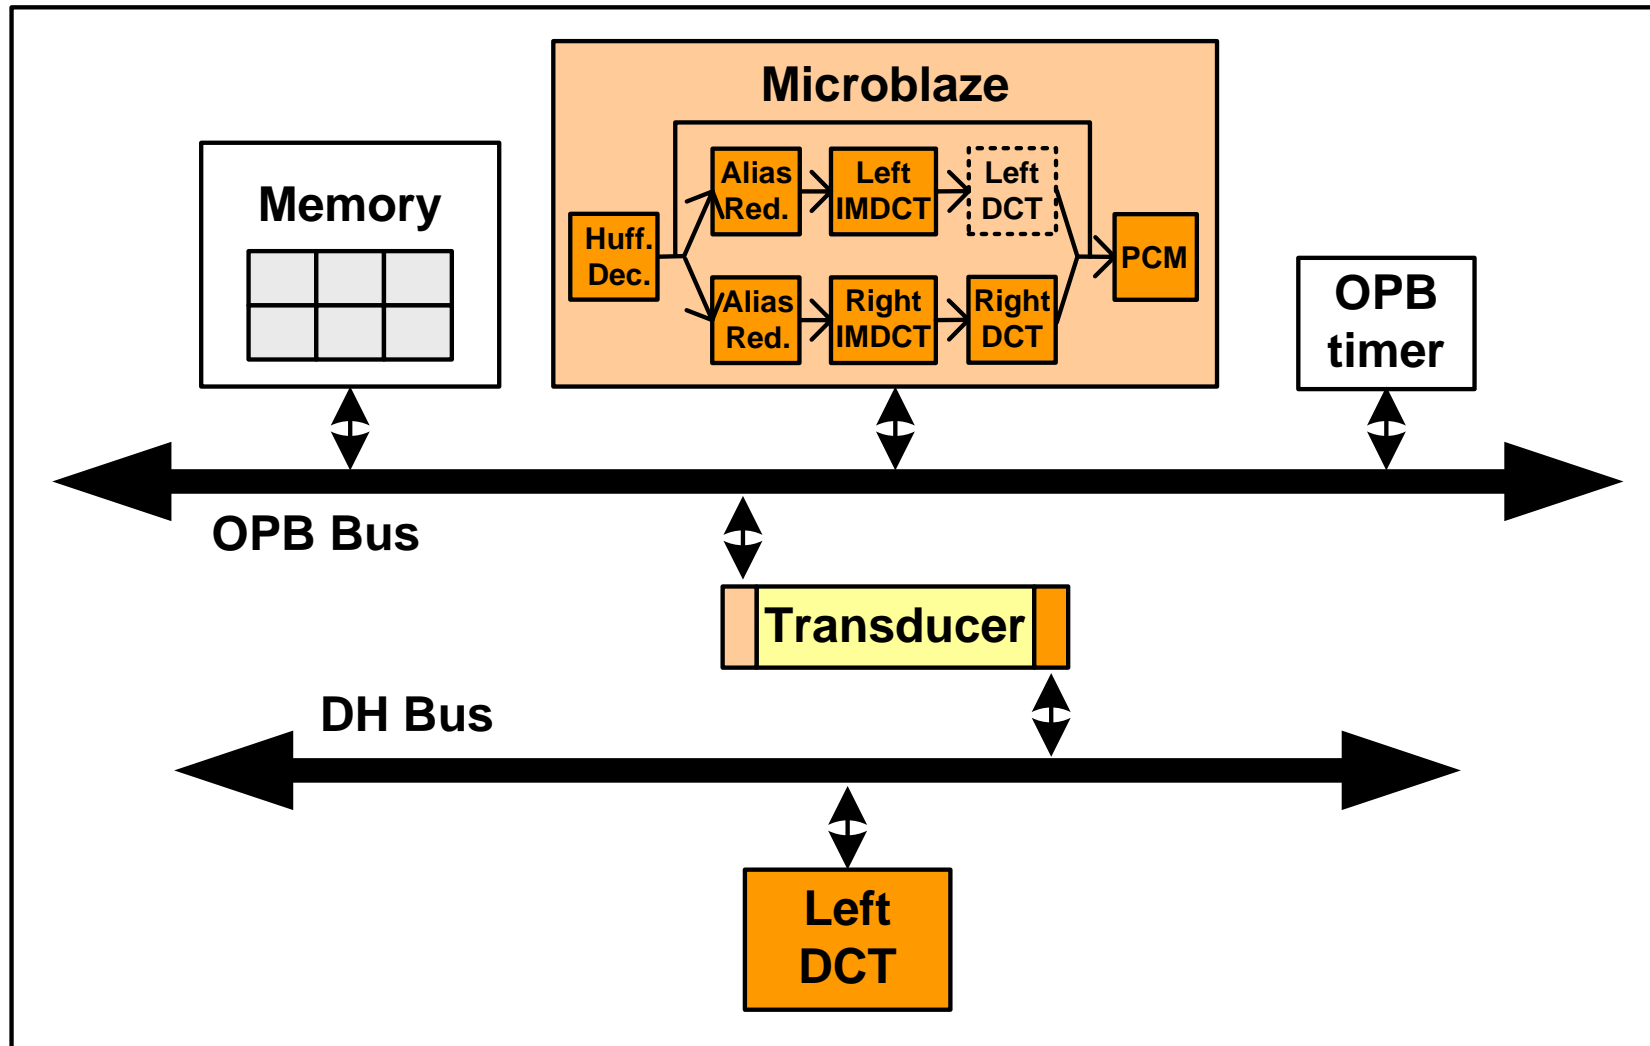 Microblaze
Memory
Alias
Red.
Left
IMDCT
Left
DCT
Huff.
Dec.
PCM
Alias
Red.
Right
IMDCT
Right
DCT
OPB
timer
OPB Bus
Transducer
DH Bus
Left
DCT